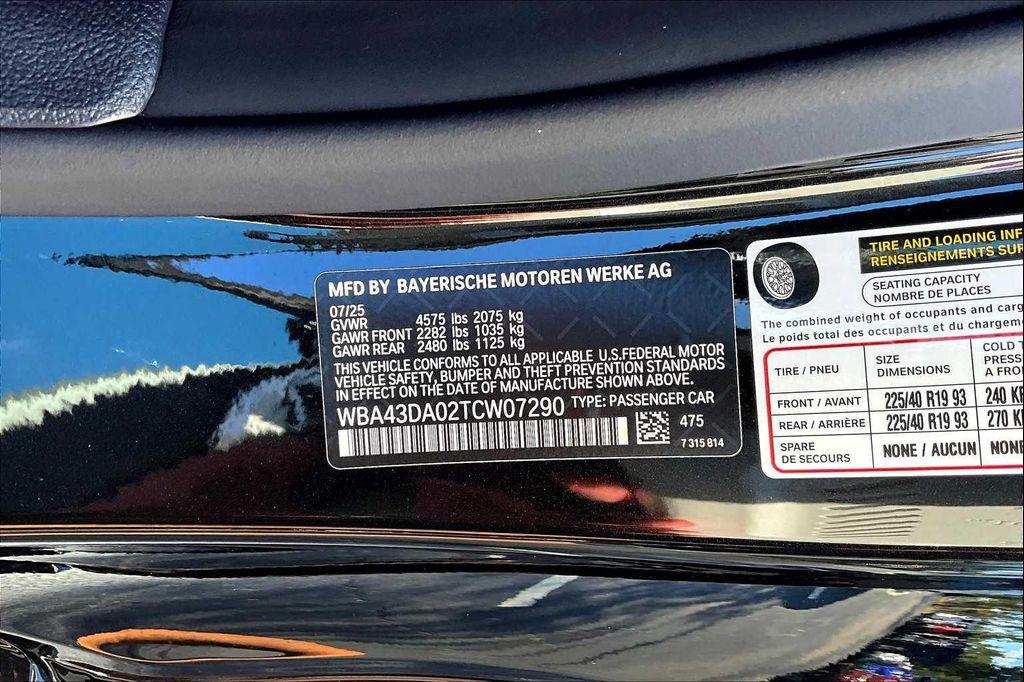 MFD BY BAYERISCHE MOTOREN WERKE AG
07/25
GVWR 4575 lbs 2075 kg
GAWR FRONT 2282 lbs 1035 kg
GAWR REAR 2480 lbs 1125 kg
THIS VEHICLE CONFORMS TO ALL APPLICABLE U.S.FEDERAL MOTOR
VEHICLE SAFETY, BUMPER AND THEFT PREVENTION STANDARDS
IN EFFECT ON THE DATE OF MANUFACTURE SHOWN ABOVE.
WBA43DA02TCW07290 TYPE: PASSENGER CAR
475
7 315 814
TIRE AND LOADING INF
RENSEIGNEMENTS SUR
SEATING CAPACITY
NOMBRE DE PLACES
The combined weight of occupants and carg
Le poids total des occupants et du chargem
TIRE / PNEU
SIZE
DIMENSIONS
COLD T
PRESS
A FROI
FRONT / AVANT 225/40 R19 93 240 KP
REAR / ARRIÈRE 225/40 R19 93 270 KP
SPARE
DE SECOURS
NONE / AUCUN NONE